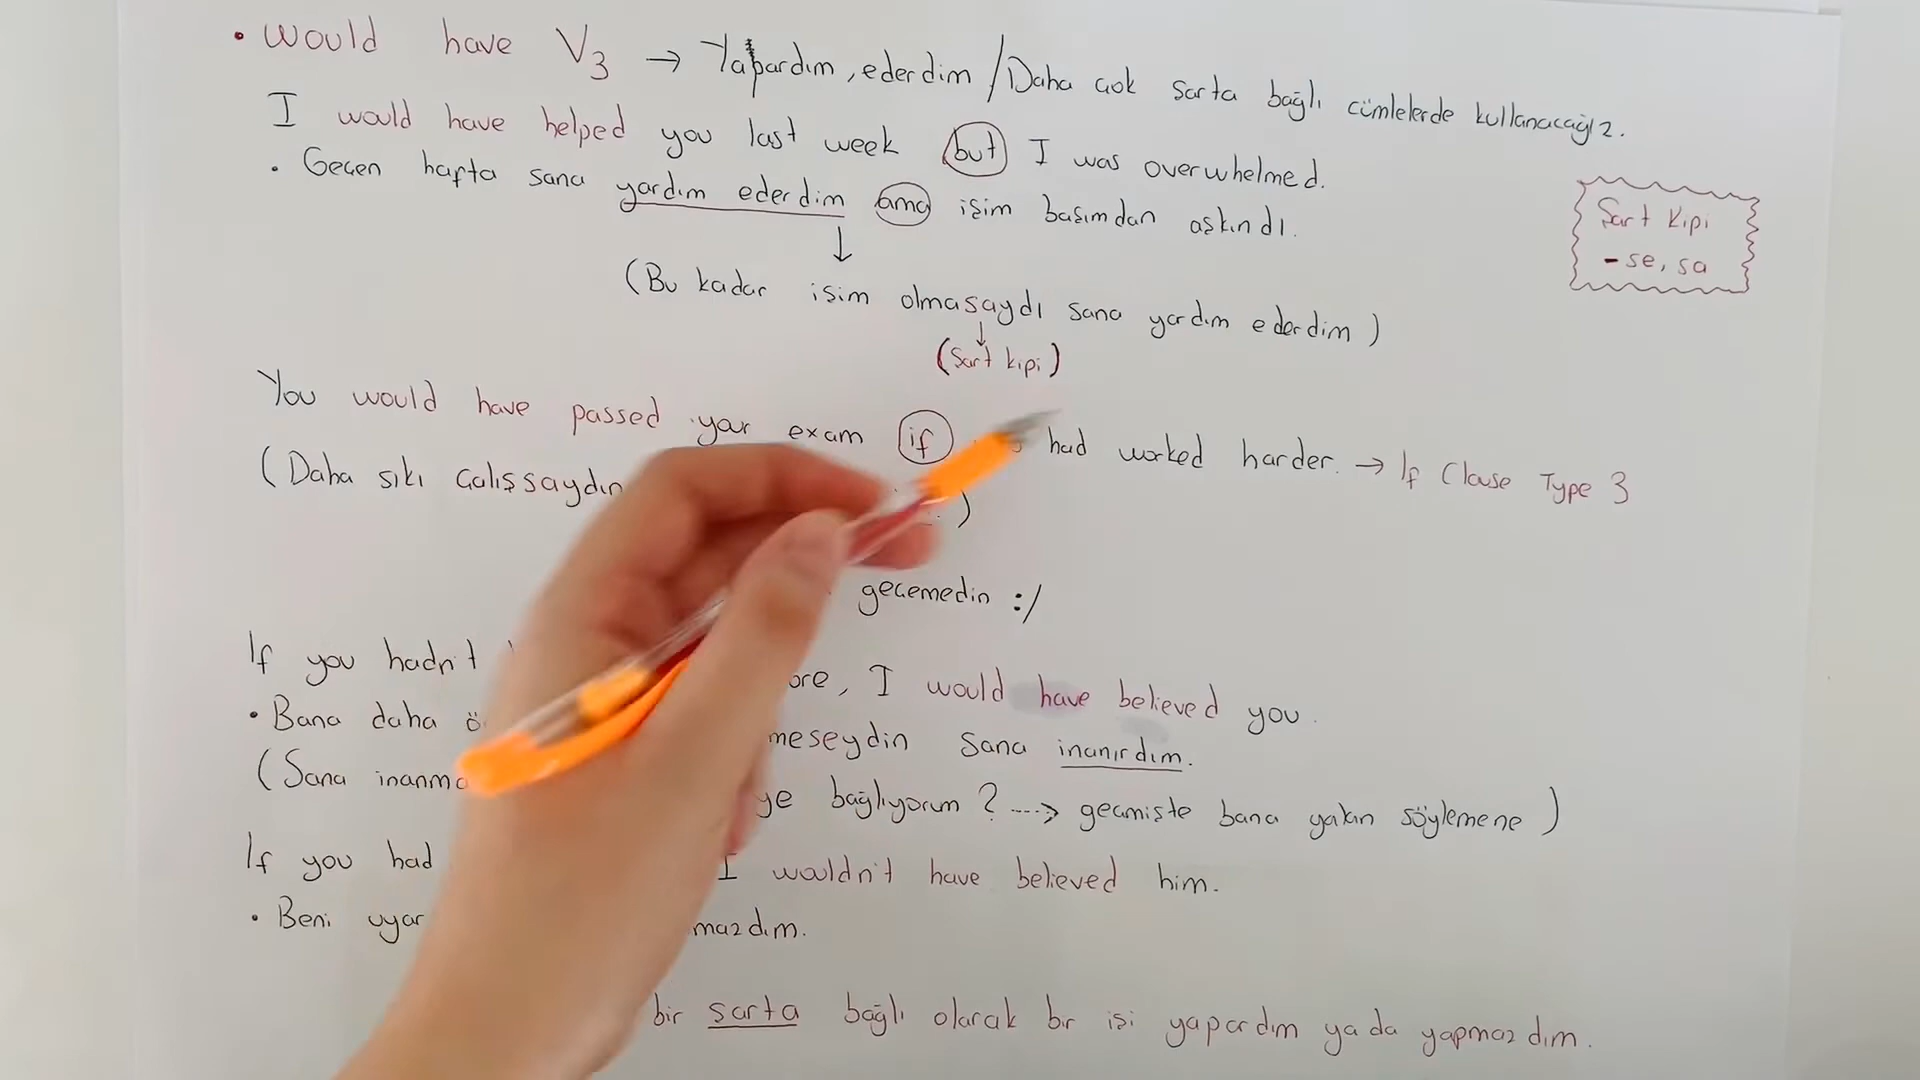 • would have V3 → Yapardım, ederdim / Daha çok şarta bağlı cümlelerde kullanacağız.
I would have helped you last week but I was overwhelmed.
• Geçen hafta sana yardım ederdim ama işim başımdan aşkındı.
Şart Kipi
- se, sa
↓
(Bu kadar işim olmasaydı sana yardım ederdim)
↓
(Şart kipi)
You would have passed your exam if had worked harder. → If Clause Type 3
(Daha sıkı çalışsaydın )
geçemedin :/
If you hadn't ore, I would have believed you.
• Bana daha ö meseydin sana inanırdım.
(Sana inanma ye bağlıyorum? ---> geçmişte bana yalan söylemene)
If you had I wouldn't have believed him.
• Beni uyar mazdım.
bir şarta bağlı olarak bir işi yapardım ya da yapmazdım.